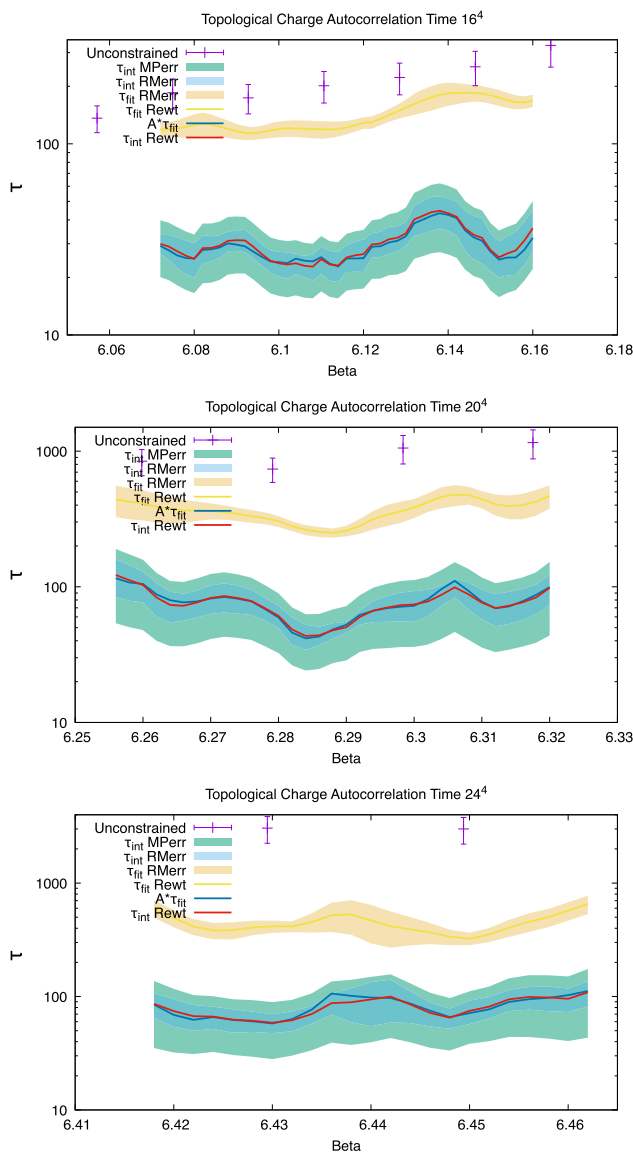 Topological Charge Autocorrelation Time 16⁴
Unconstrained
τint MPerr
τint RMerr
τfit RMerr
τfit Rewt
A*τfit
τint Rewt
100
10
τ
6.06 6.08 6.1 6.12 6.14 6.16 6.18
Beta
Topological Charge Autocorrelation Time 20⁴
Unconstrained
τint MPerr
τint RMerr
τfit RMerr
τfit Rewt
A*τfit
τint Rewt
1000
100
10
τ
6.25 6.26 6.27 6.28 6.29 6.3 6.31 6.32 6.33
Beta
Topological Charge Autocorrelation Time 24⁴
Unconstrained
τint MPerr
τint RMerr
τfit RMerr
τfit Rewt
A*τfit
τint Rewt
1000
100
10
τ
6.41 6.42 6.43 6.44 6.45 6.46
Beta